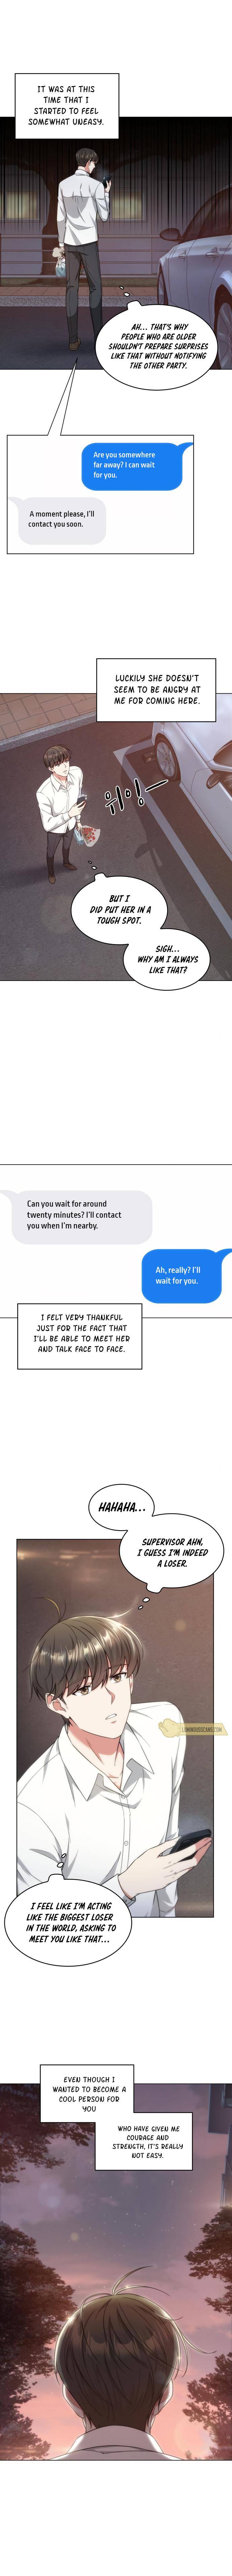 IT WAS AT THIS
TIME THAT I
STARTED TO FEEL
SOMEWHAT UNEASY.
AH... THAT'S WHY
PEOPLE WHO ARE OLDER
SHOULDN'T PREPARE SURPRISES
LIKE THAT WITHOUT NOTIFYING
THE OTHER PARTY.
Are you somewhere
far away? I can wait
for you.
A moment please, I'll
contact you soon.
LUCKILY SHE DOESN'T
SEEM TO BE ANGRY AT
ME FOR COMING HERE.
BUT I
DID PUT HER IN A
TOUGH SPOT.
SIGH...
WHY AM I ALWAYS
LIKE THAT?
Can you wait for around
twenty minutes? I'll contact
you when I'm nearby.
Ah, really? I'll
wait for you.
I FELT VERY THANKFUL
JUST FOR THE FACT THAT
I'LL BE ABLE TO MEET HER
AND TALK FACE TO FACE.
HAHAHA...
SUPERVISOR AHN,
I GUESS I'M INDEED
A LOSER.
I FEEL LIKE I'M ACTING
LIKE THE BIGGEST LOSER
IN THE WORLD, ASKING TO
MEET YOU LIKE THAT...
EVEN THOUGH I
WANTED TO BECOME A
COOL PERSON FOR
YOU
WHO HAVE GIVEN ME
COURAGE AND
STRENGTH, IT'S REALLY
NOT EASY.